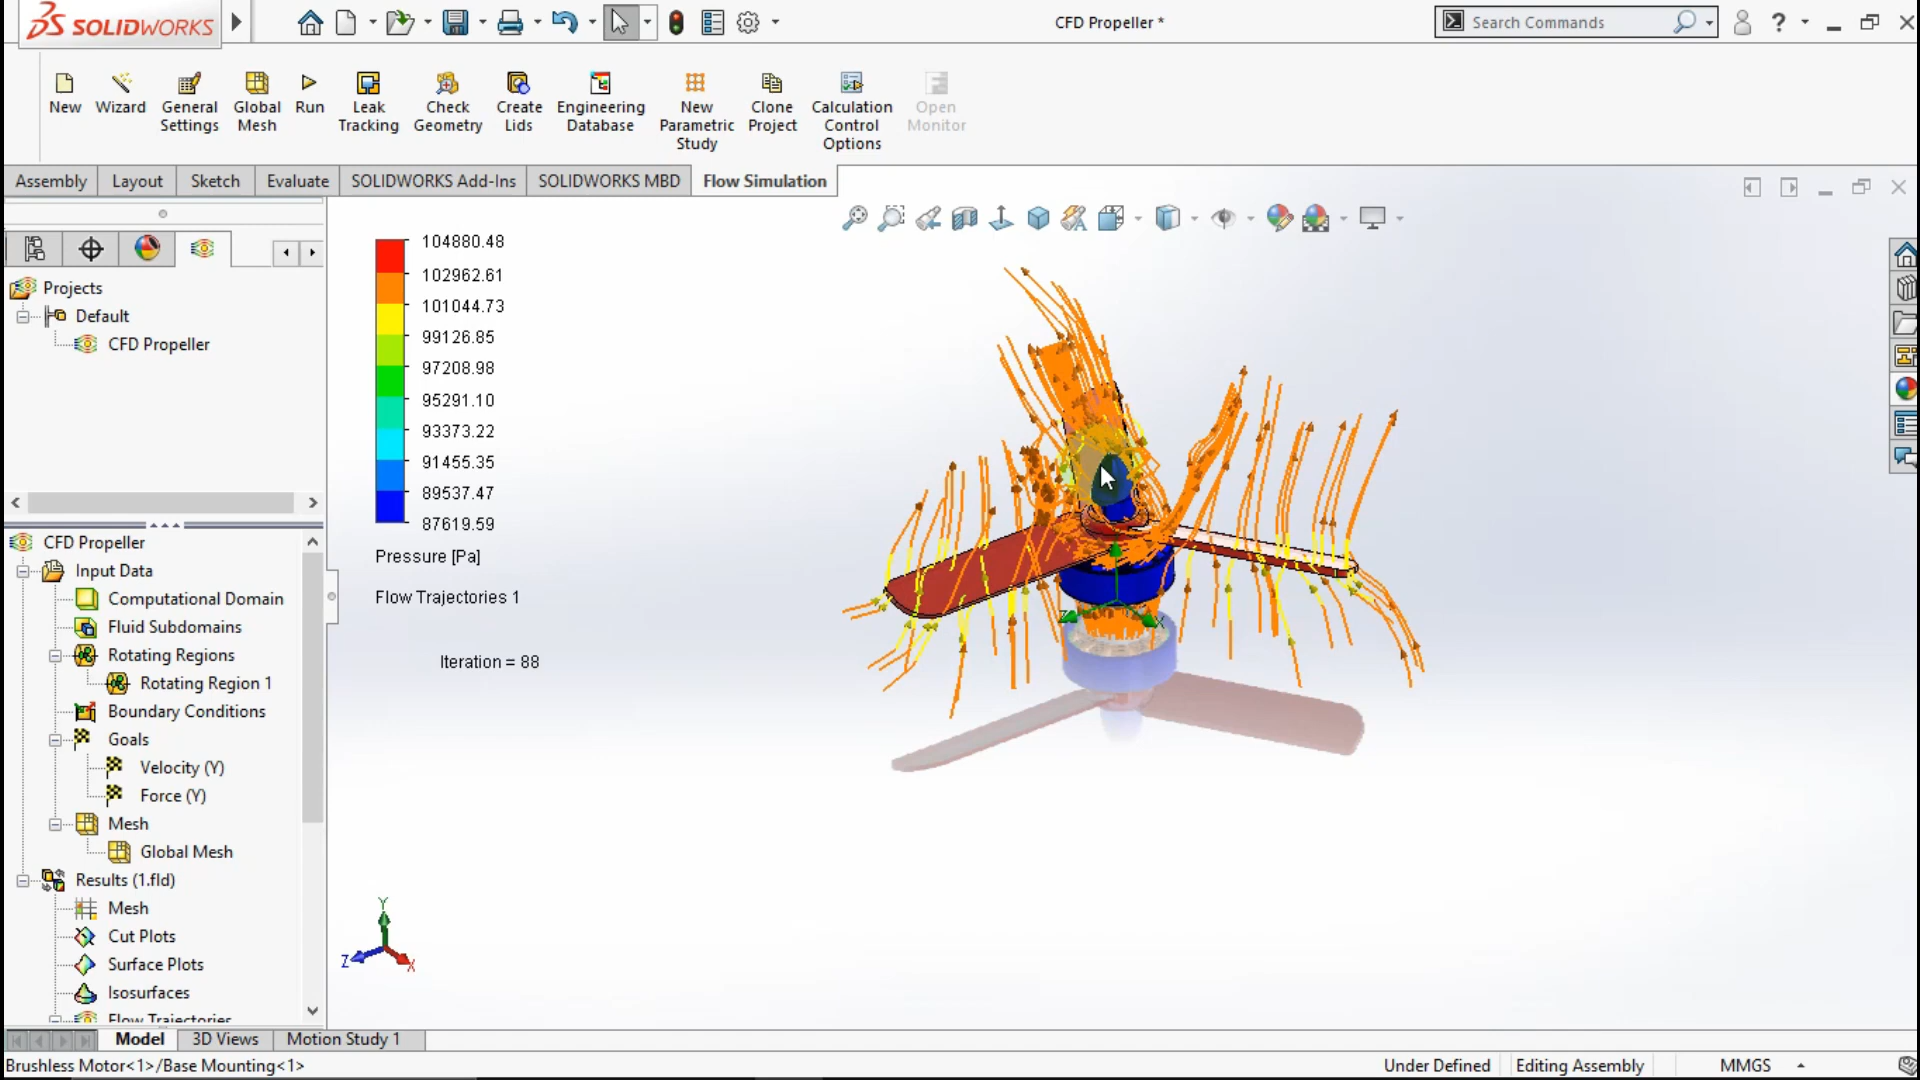 SOLIDWORKS
CFD Propeller *
Search Commands
?
New
Wizard
General
Settings
Global
Mesh
Run
Leak
Tracking
Check
Geometry
Create
Lids
Engineering
Database
New
Parametric
Study
Clone
Project
Calculation
Control
Options
Open
Monitor
Assembly
Layout
Sketch
Evaluate
SOLIDWORKS Add-Ins
SOLIDWORKS MBD
Flow Simulation
Projects
Default
CFD Propeller
CFD Propeller
Input Data
Computational Domain
Fluid Subdomains
Rotating Regions
Rotating Region 1
Boundary Conditions
Goals
Velocity (Y)
Force (Y)
Mesh
Global Mesh
Results (1.fld)
Mesh
Cut Plots
Surface Plots
Isosurfaces
Flow Trajectories
104880.48
102962.61
101044.73
99126.85
97208.98
95291.10
93373.22
91455.35
89537.47
87619.59
Pressure [Pa]
Flow Trajectories 1
Iteration = 88
Z
X
Y
Z
X
Model
3D Views
Motion Study 1
Brushless Motor<1>/Base Mounting<1>
Under Defined
Editing Assembly
MMGS